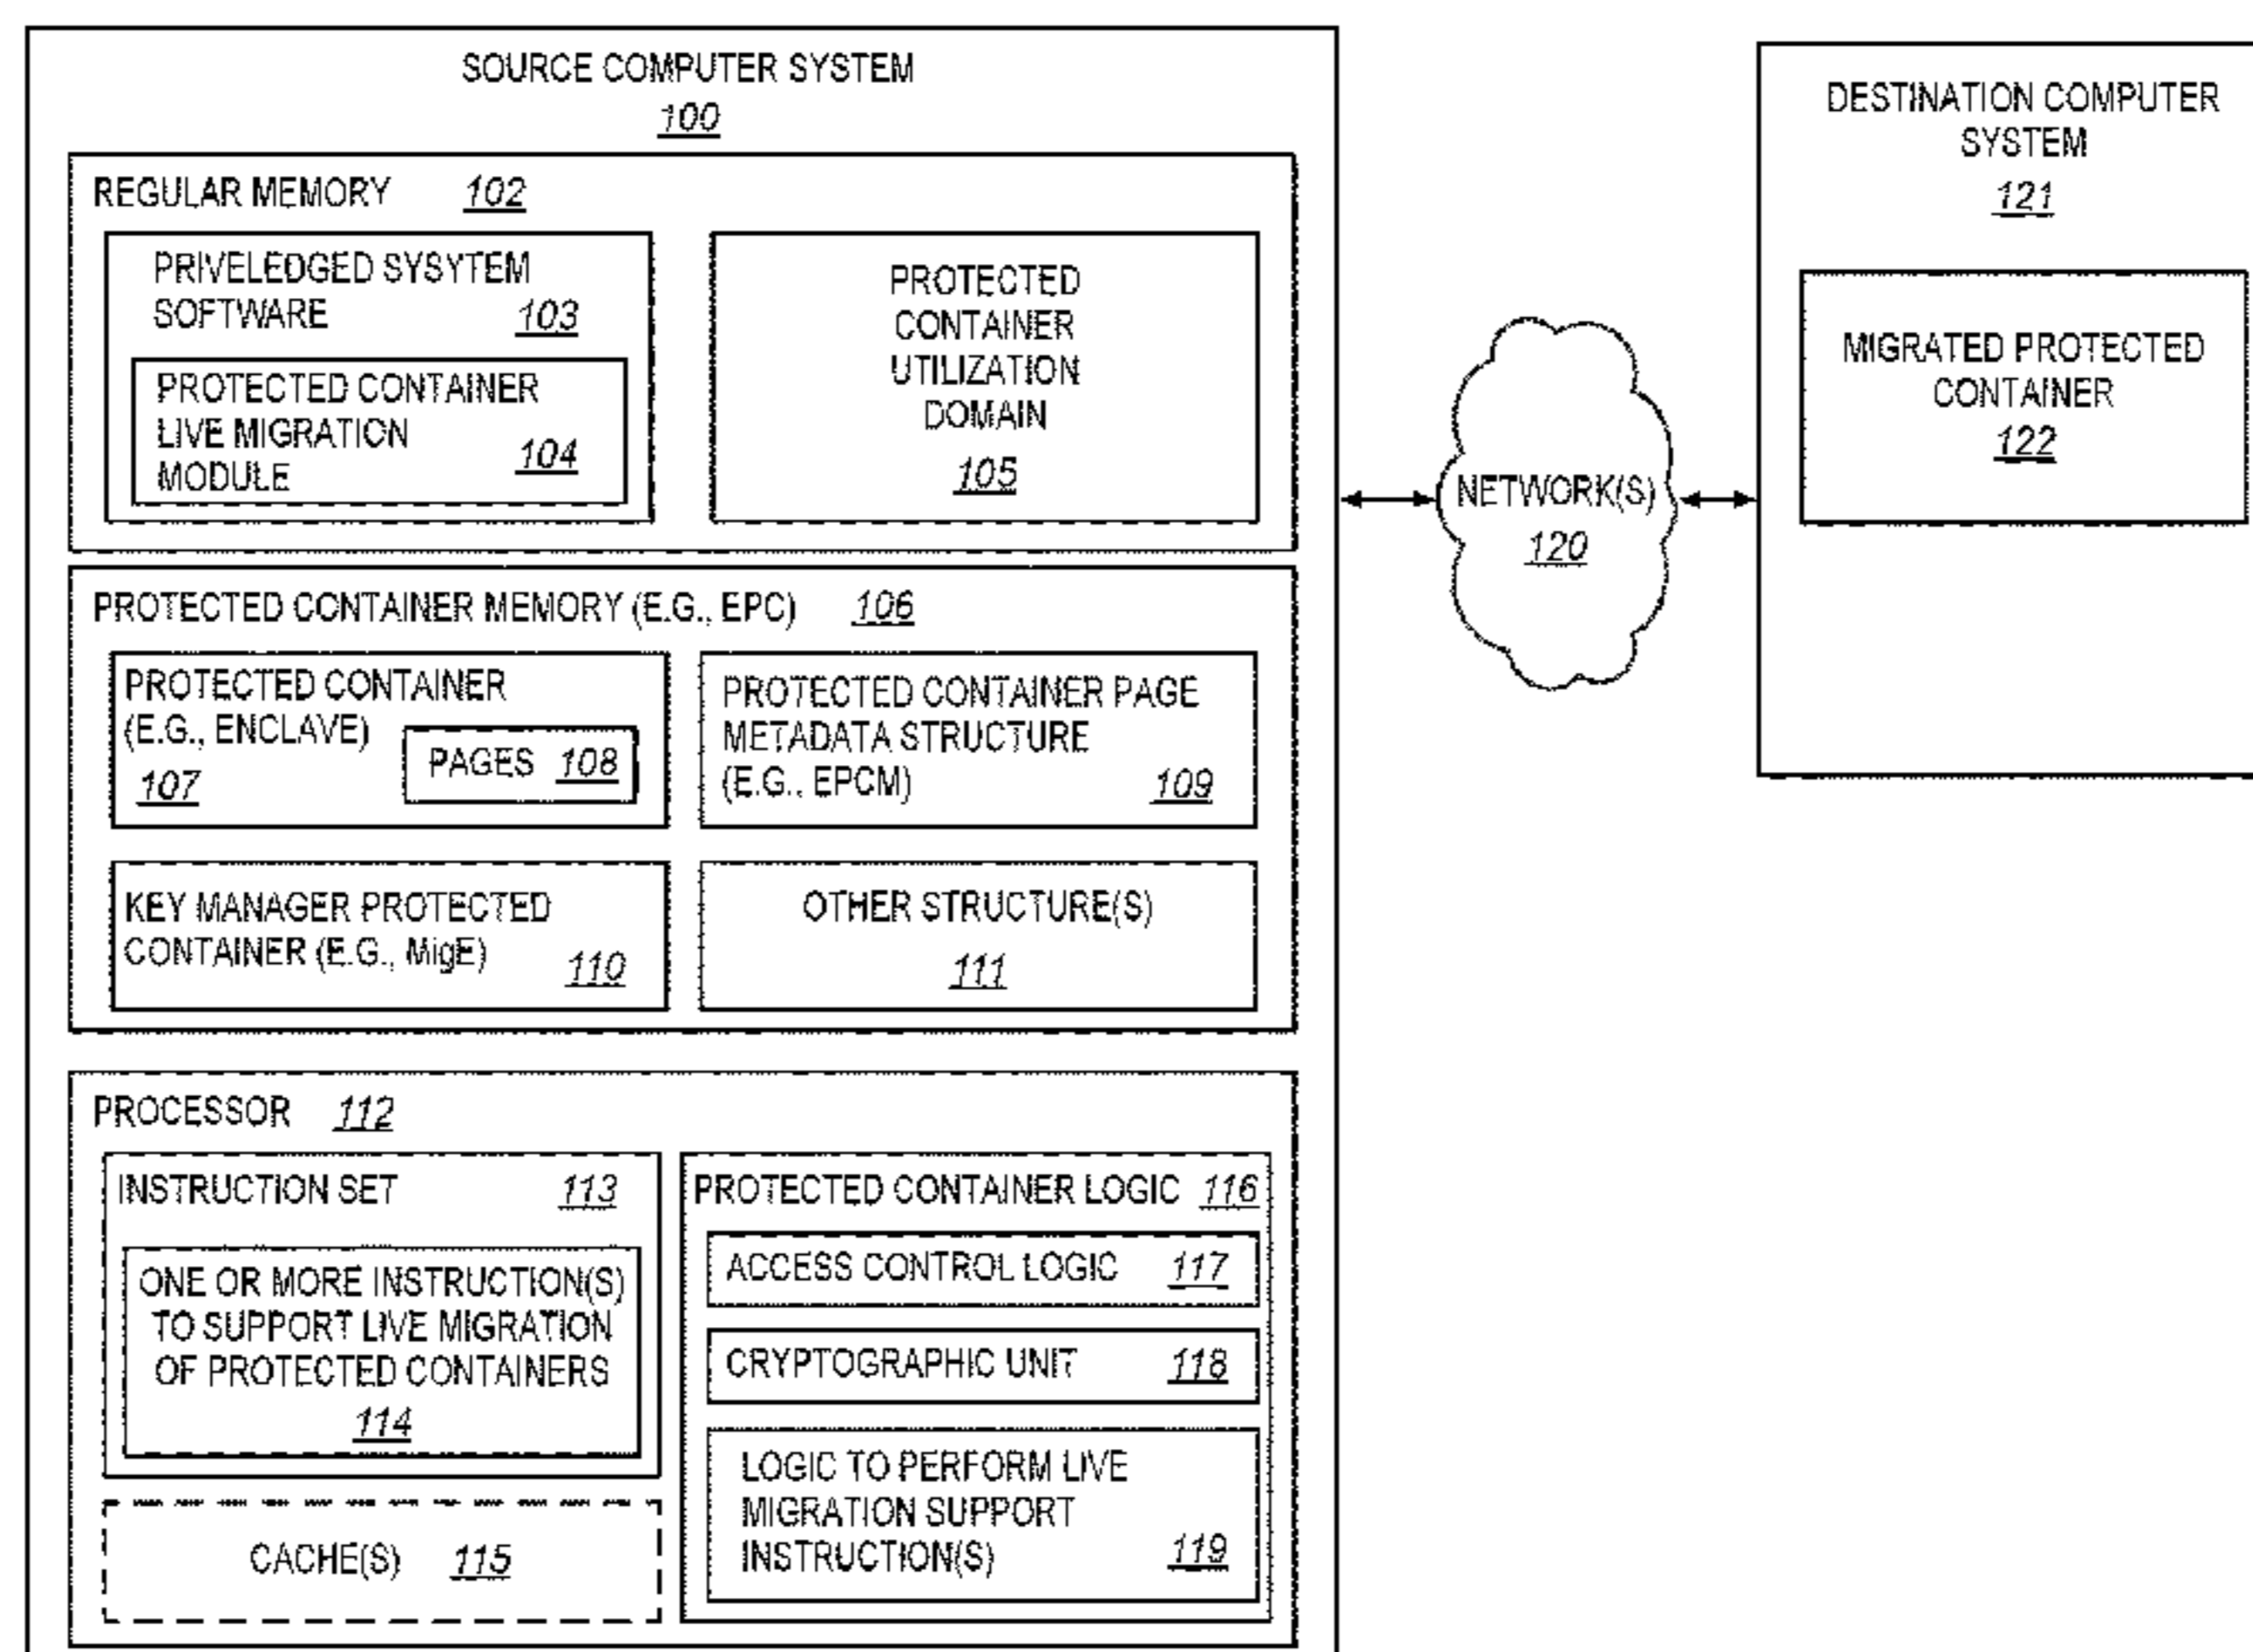 SOURCE COMPUTER SYSTEM
100
REGULAR MEMORY 102
PRIVELEDGED SYSYTEM
SOFTWARE 103
PROTECTED CONTAINER
LIVE MIGRATION
MODULE 104
PROTECTED
CONTAINER
UTILIZATION
DOMAIN
105
PROTECTED CONTAINER MEMORY (E.G., EPC) 106
PROTECTED CONTAINER
(E.G., ENCLAVE)
107
PAGES 108
PROTECTED CONTAINER PAGE
METADATA STRUCTURE
(E.G., EPCM) 109
KEY MANAGER PROTECTED
CONTAINER (E.G., MigE) 110
OTHER STRUCTURE(S)
111
PROCESSOR 112
INSTRUCTION SET 113
ONE OR MORE INSTRUCTION(S)
TO SUPPORT LIVE MIGRATION
OF PROTECTED CONTAINERS
114
CACHE(S) 115
PROTECTED CONTAINER LOGIC 116
ACCESS CONTROL LOGIC 117
CRYPTOGRAPHIC UNIT 118
LOGIC TO PERFORM LIVE
MIGRATION SUPPORT
INSTRUCTION(S) 119
NETWORK(S)
120
DESTINATION COMPUTER
SYSTEM
121
MIGRATED PROTECTED
CONTAINER
122